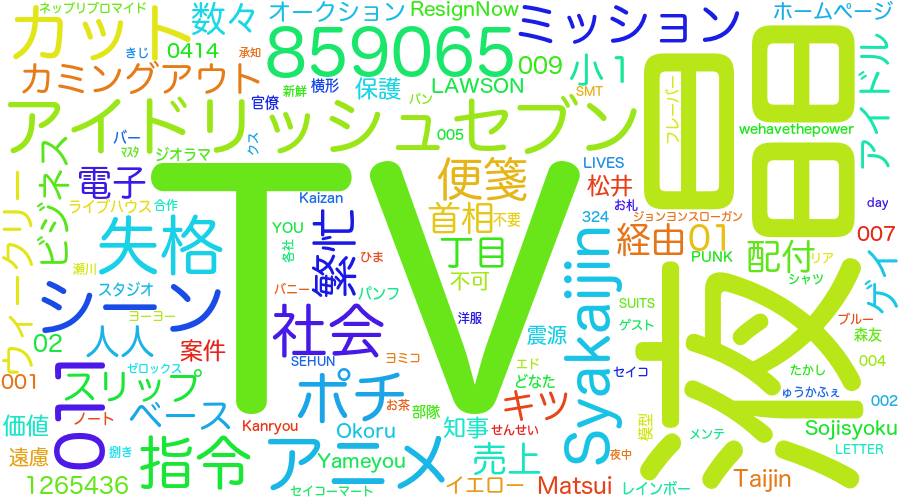 ネップリブロマイド
オークション
ResignNow
ホームページ
カット
数々
859065
ミッション
きじ
0414
承知
カミングアウト
009
小１
晶
アイドル
新鮮
横形
保護
LAWSON
SMT
フレーバー
官僚
バン
アイドリッシュセブン
wehavethepower
バー
005
クス
ﾏｽﾀ
ジオラマ
TV
便箋
LIVES
松井
ビジネス
電子
Kaizan
お札
day
ライブハウス
合作
首相
不要
324
ジョンヨンスローガン
ウィークリー
失格
YOU
繁忙
丁目
経由
01
007
名社
ひま
PUNK
配付
リア
瀬川
不可
シャツ
ゲイ
スタジオ
バニー
パンフ
Syakaijin
液
シーン
ヨーヨー
社会
洋服
SUITS
ブルー
02
人人
震源
ゲスト
森友
案件
SEHUN
ヨミコ
004
001
ゼロックス
エド
たかし
スリップ
ポチ
どなた
セイコ
011
お茶
キツ
002
ゅうかふぇ
価値
ノート
ベース
部隊
Kanryou
Okoru
知事
せんせい
模型
Sojisyoku
遠慮
捌き
指令
アニメ
Yameyou
売上
夜中
メンテ
LETTER
1265436
セイコーマート
イエロー
Matsui
レインボー
Taijin